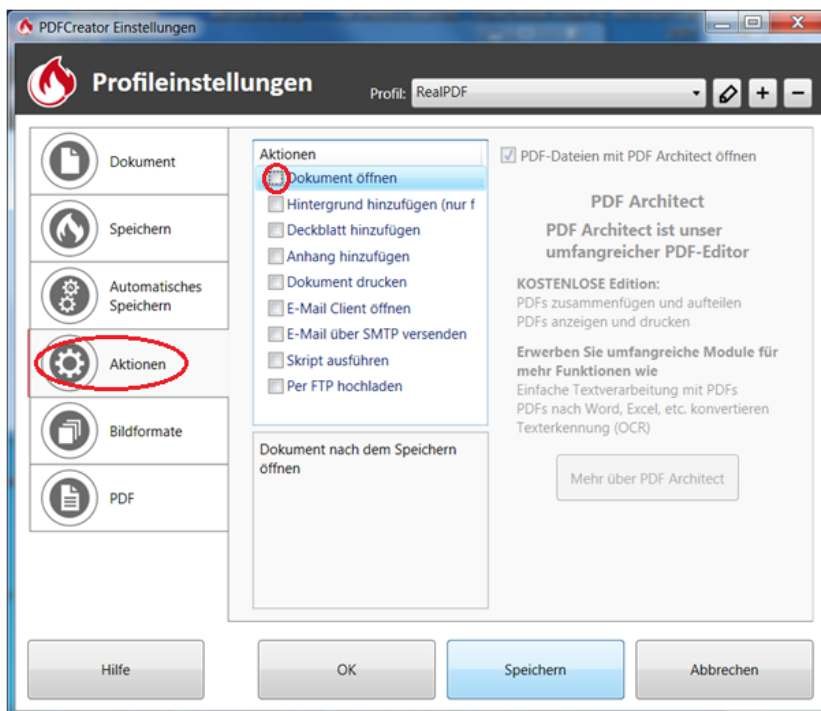 PDFCreator Einstellungen
Profileinstellungen
Profil: RealPDF
Dokument
Speichern
Automatisches
Speichern
Aktionen
Bildformate
PDF
Aktionen
Dokument öffnen
Hintergrund hinzufügen (nur f
Deckblatt hinzufügen
Anhang hinzufügen
Dokument drucken
E-Mail Client öffnen
E-Mail über SMTP versenden
Skript ausführen
Per FTP hochladen
Dokument nach dem Speichern
öffnen
PDF-Dateien mit PDF Architect öffnen
PDF Architect
PDF Architect ist unser
umfangreicher PDF-Editor
KOSTENLOSE Edition:
PDFs zusammenfügen und aufteilen
PDFs anzeigen und drucken
Erwerben Sie umfangreiche Module für
mehr Funktionen wie
Einfache Textverarbeitung mit PDFs
PDFs nach Word, Excel, etc. konvertieren
Texterkennung (OCR)
Mehr über PDF Architect
Hilfe
OK
Speichern
Abbrechen